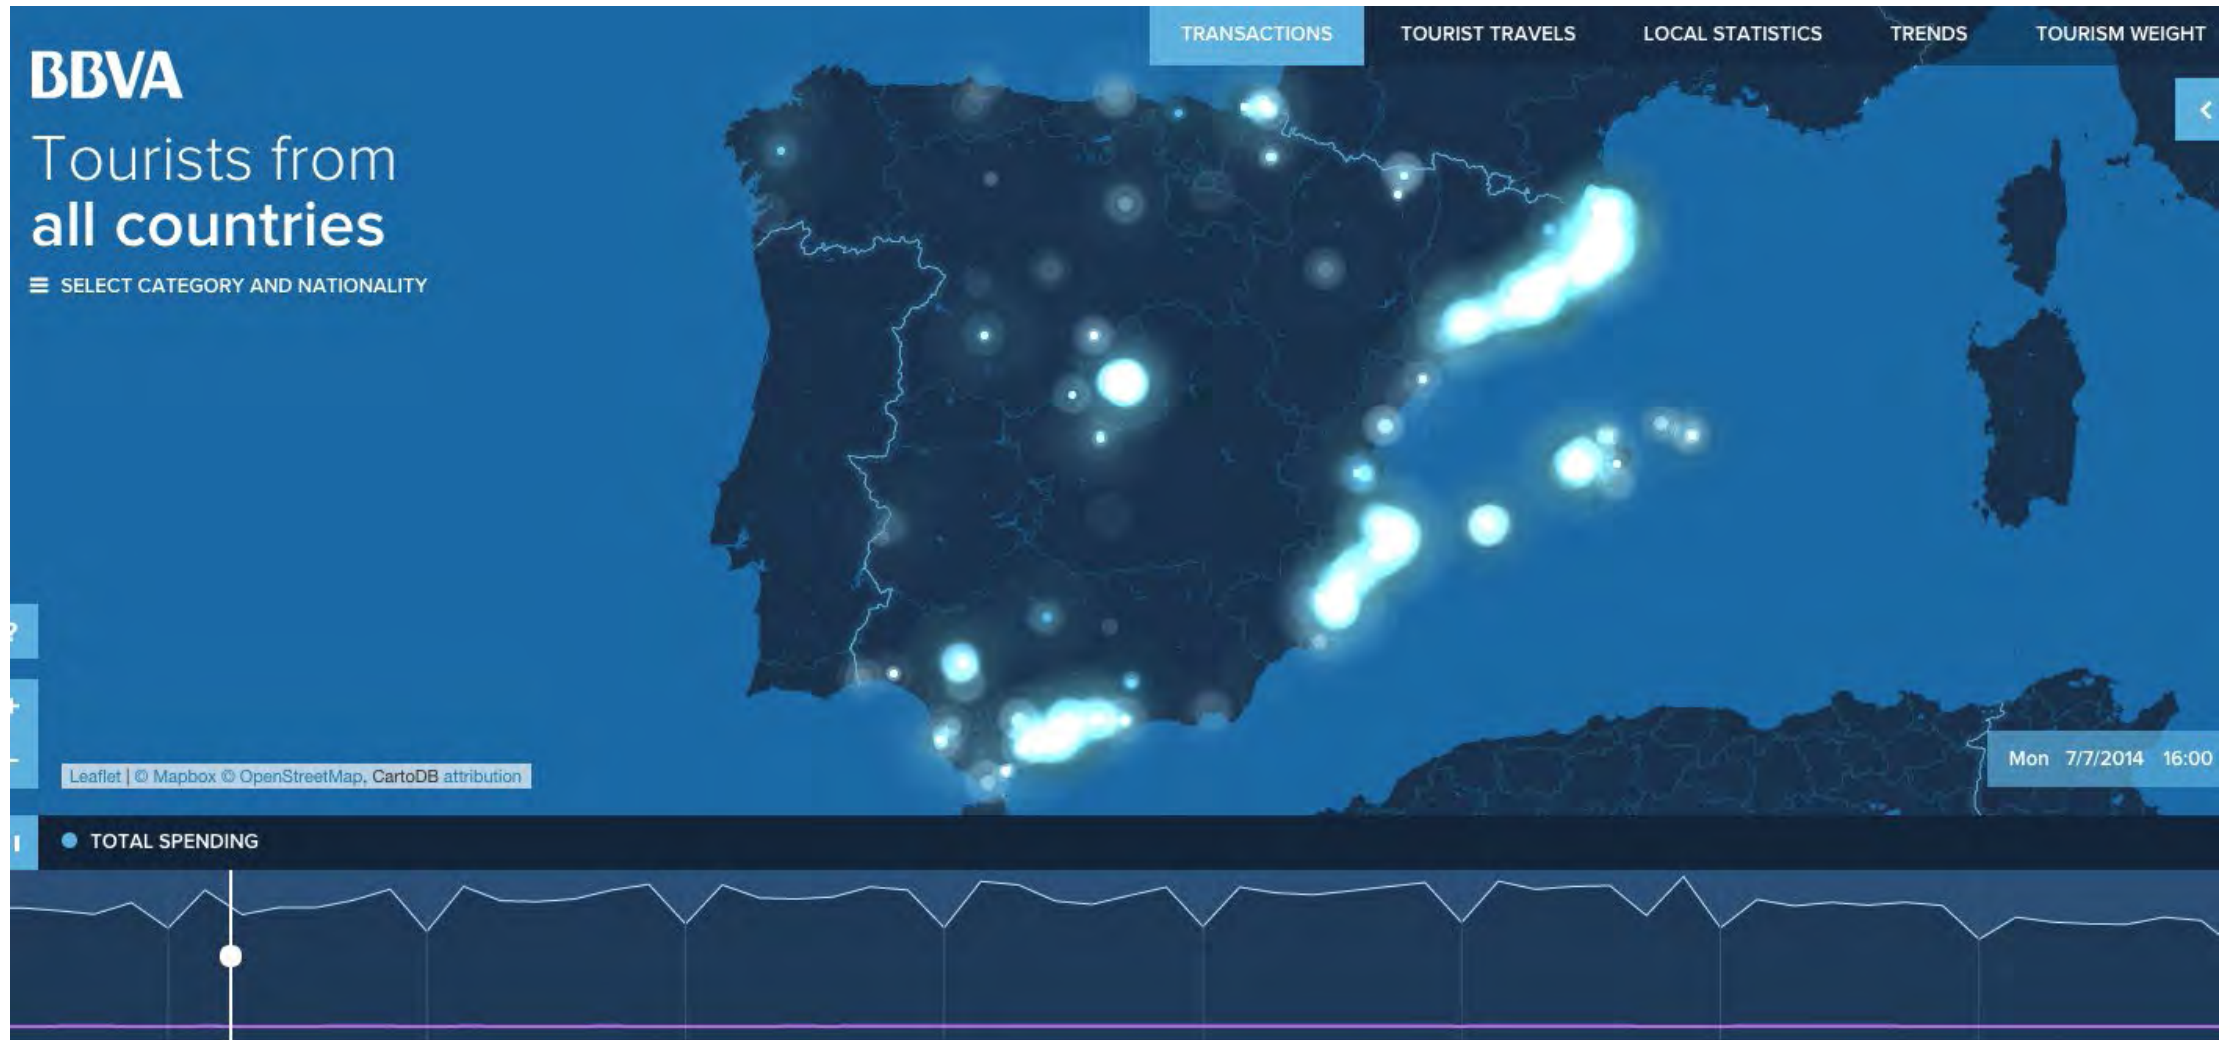 BBVA
Tourists from
all countries
SELECT CATEGORY AND NATIONALITY
TRANSACTIONS
TOURIST TRAVELS
LOCAL STATISTICS
TRENDS
TOURISM WEIGHT
<
?
+
–
Leaflet | © Mapbox © OpenStreetMap, CartoDB attribution
Mon 7/7/2014 16:00
TOTAL SPENDING